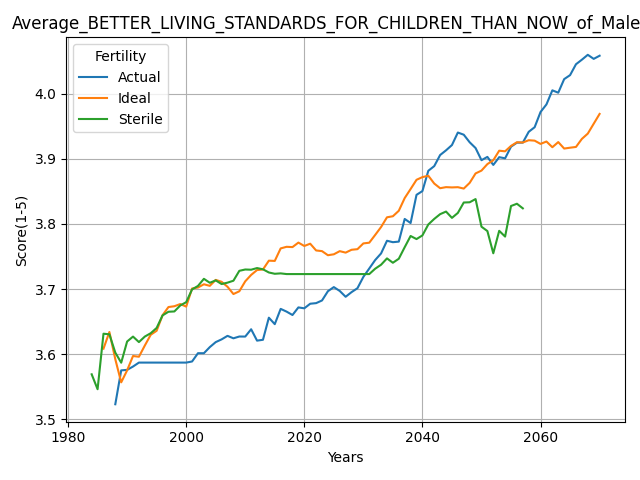 Average_BETTER_LIVING_STANDARDS_FOR_CHILDREN_THAN_NOW_of_Male
Fertility
Actual
Ideal
Sterile
4.0
3.9
3.8
3.7
3.6
3.5
Score(1-5)
1980 2000 2020 2040 2060
Years